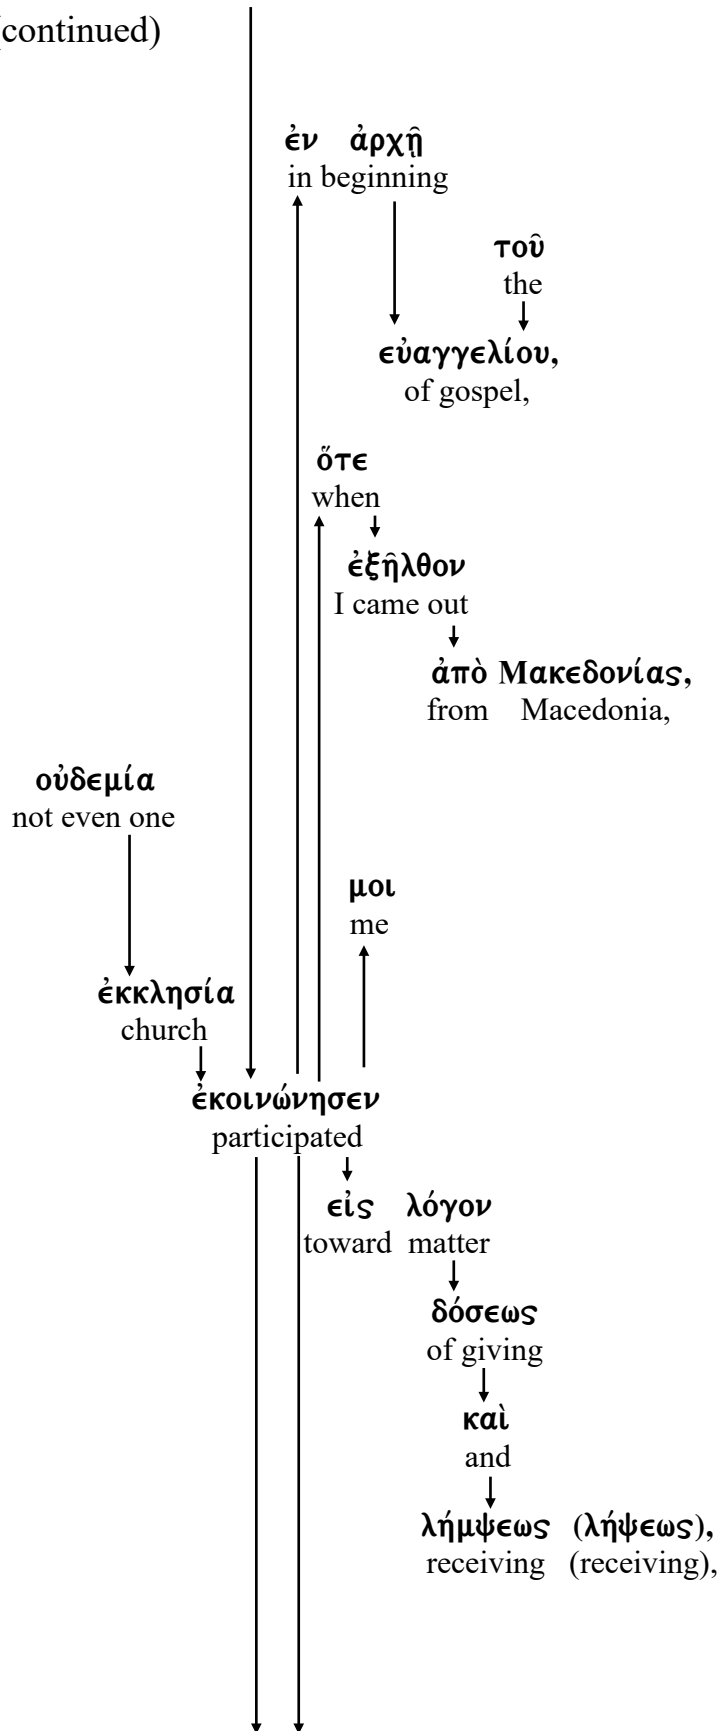 continued)
ἐν ἀρχῇ
in beginning
τοῦ
the
εὐαγγελίου,
of gospel,
ὅτε
when
ἐξῆλθον
I came out
ἀπὸ Μακεδονίας,
from Macedonia,
οὐδεμία
not even one
μοι
me
ἐκκλησία
church
ἐκοινώνησεν
participated
εἰς λόγον
toward matter
δόσεως
of giving
καὶ
and
λήμψεως (λήψεως),
receiving (receiving),